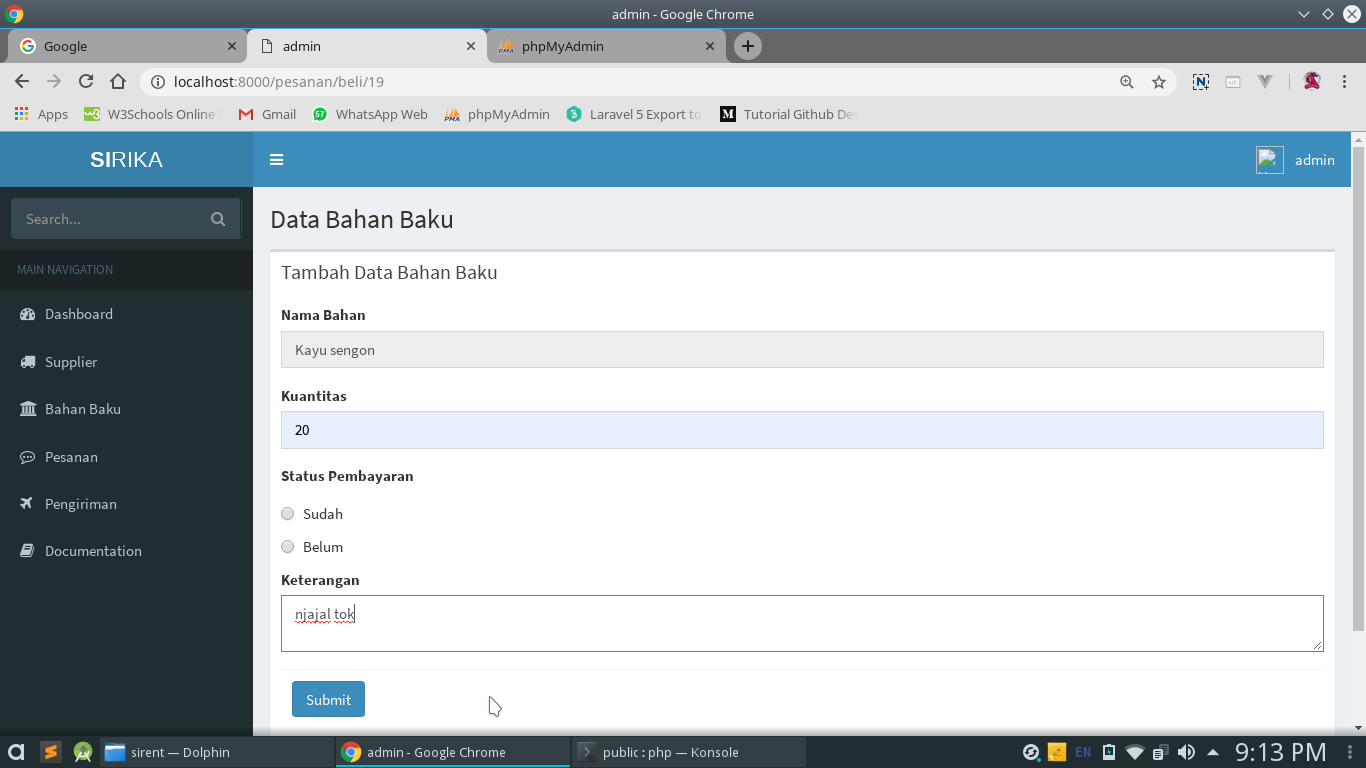 admin - Google Chrome
Google
admin
phpMyAdmin
localhost:8000/pesanan/beli/19
Apps
W3Schools Online
Gmail
WhatsApp Web
phpMyAdmin
Laravel 5 Export to
Tutorial Github Des
SIRIKA
admin
Search...
MAIN NAVIGATION
Dashboard
Supplier
Bahan Baku
Pesanan
Pengiriman
Documentation
Data Bahan Baku
Tambah Data Bahan Baku
Nama Bahan
Kayu sengon
Kuantitas
20
Status Pembayaran
Sudah
Belum
Keterangan
njajal tok
Submit
sirent — Dolphin
admin - Google Chrome
public : php — Konsole
EN
9:13 PM